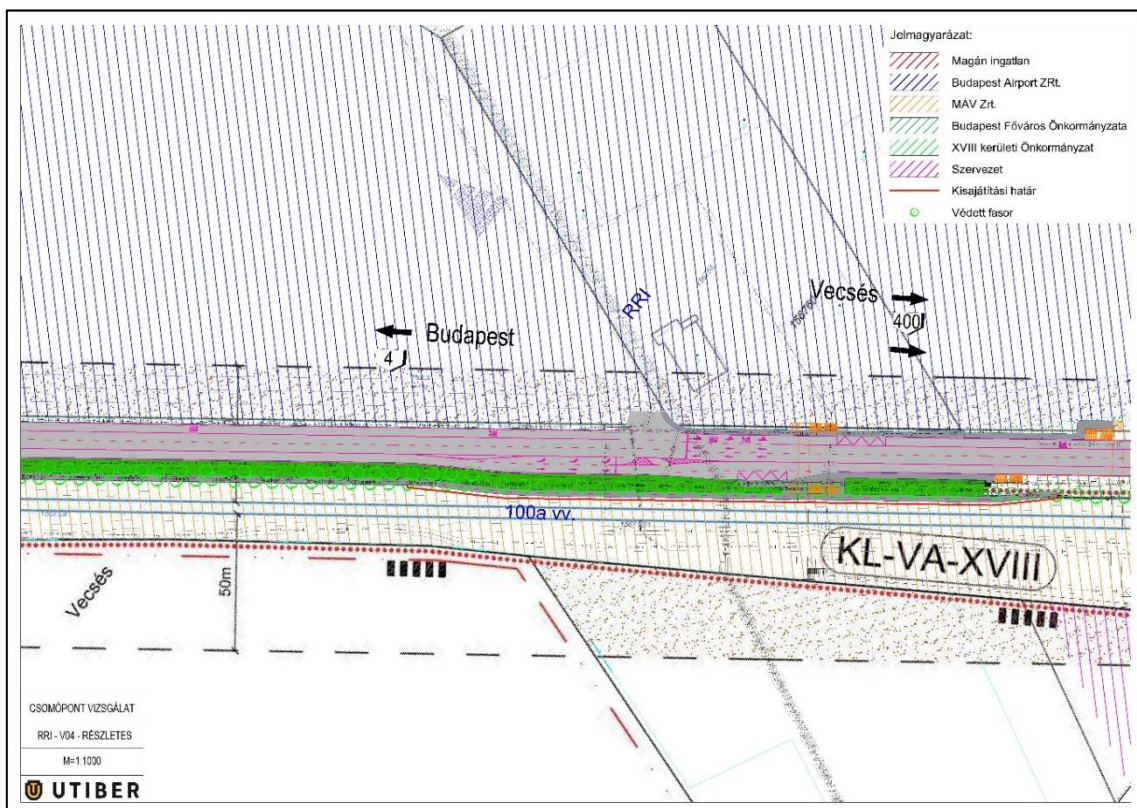 Jelmagyarázat:
Magán ingatlan
Budapest Airport ZRt.
MÁV Zrt.
Budapest Főváros Önkormányzata
XVIII kerületi Önkormányzat
Szervezet
Kisajátítási határ
Védett fasor
RRI
Vecsés
400
Budapest
4
100a vv.
KL-VA-XVIII
Vecsés
50m
CSOMÓPONT VIZSGÁLAT
RRI - V04 - RÉSZLETES
M=1:1000
UTIBER